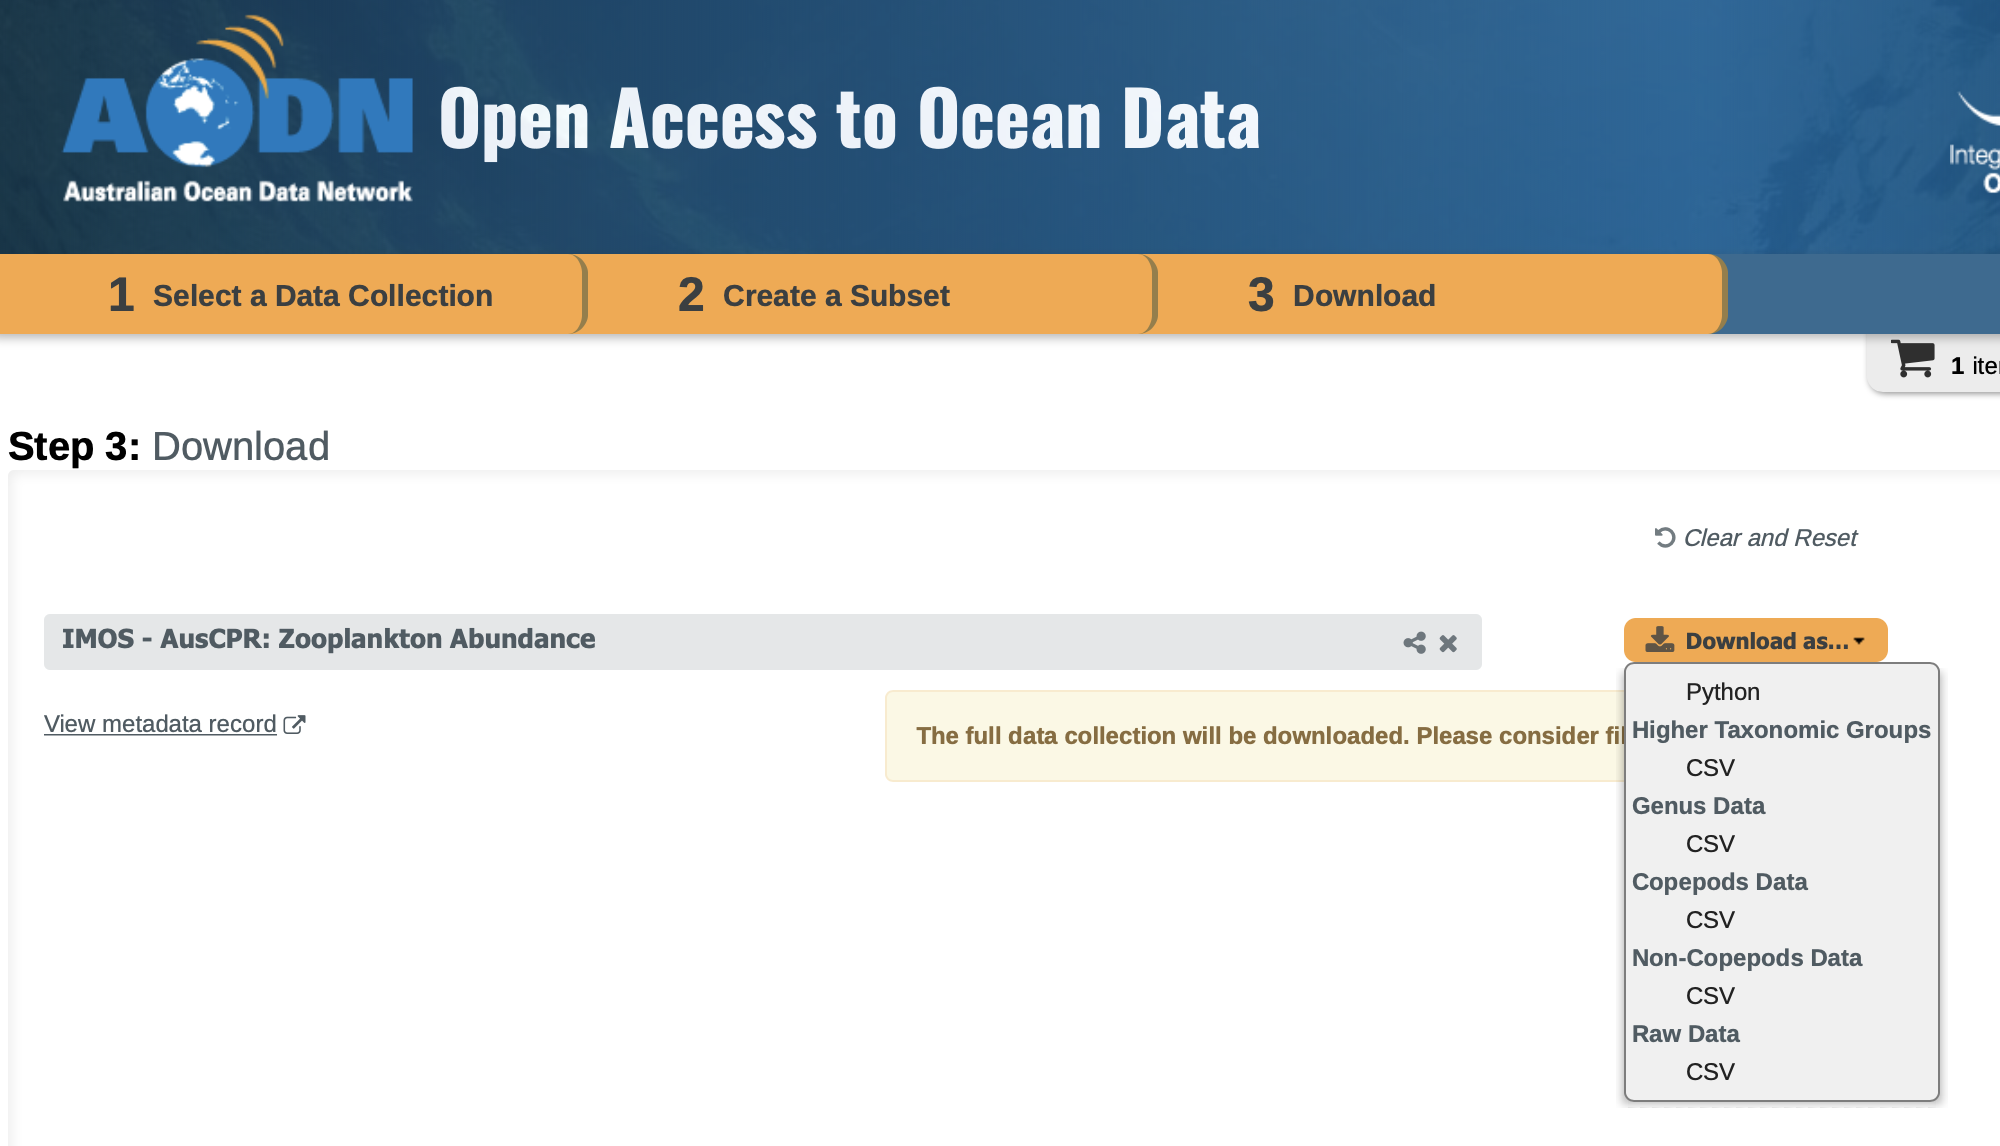 AODN
Australian Ocean Data Network
Open Access to Ocean Data
1 Select a Data Collection
2 Create a Subset
3 Download
1
Step 3: Download
Clear and Reset
IMOS - AusCPR: Zooplankton Abundance
Download as...
View metadata record
The full data collection will be downloaded. Please consider
Python
Higher Taxonomic Groups
CSV
Genus Data
CSV
Copepods Data
CSV
Non-Copepods Data
CSV
Raw Data
CSV